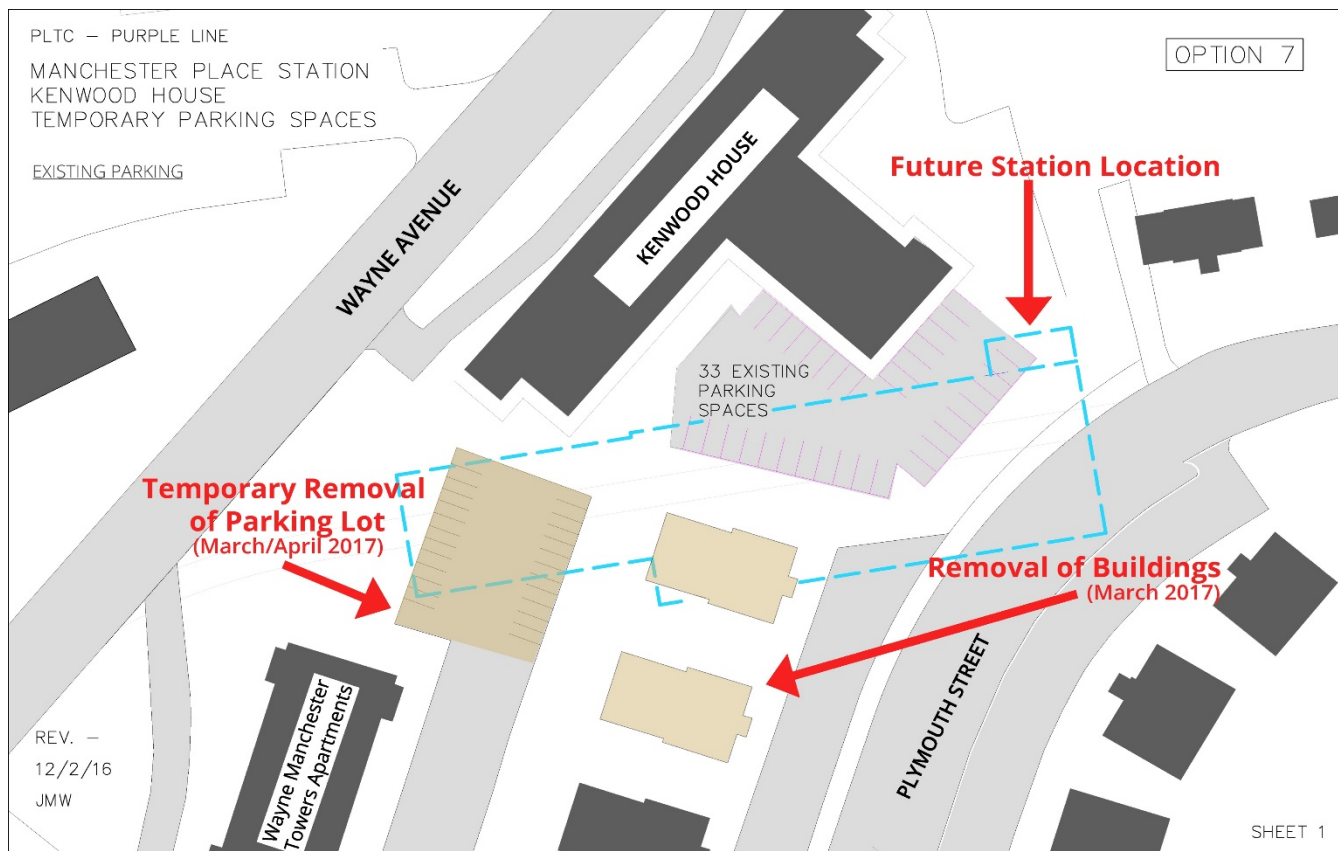 PLTC – PURPLE LINE
MANCHESTER PLACE STATION
KENWOOD HOUSE
TEMPORARY PARKING SPACES
EXISTING PARKING
OPTION 7
WAYNE AVENUE
KENWOOD HOUSE
Future Station Location
33 EXISTING
PARKING
SPACES
Temporary Removal
of Parking Lot
(March/April 2017)
Removal of Buildings
(March 2017)
PLYMOUTH STREET
Wayne Manchester
Towers Apartments
REV. –
12/2/16
JMW
SHEET 1